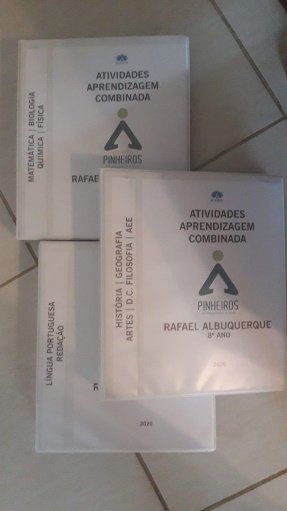 MATEMÁTICA | BIOLOGIA
QUÍMICA | FÍSICA
ATIVIDADES
APRENDIZAGEM
COMBINADA
PINHEIROS
RAFAE
HISTÓRIA | GEOGRAFIA
ARTES | D.C. FILOSOFIA | AEE
ATIVIDADES
APRENDIZAGEM
COMBINADA
PINHEIROS
RAFAEL ALBUQUERQUE
8º ANO
2020
LÍNGUA PORTUGUESA
REDAÇÃO
2020